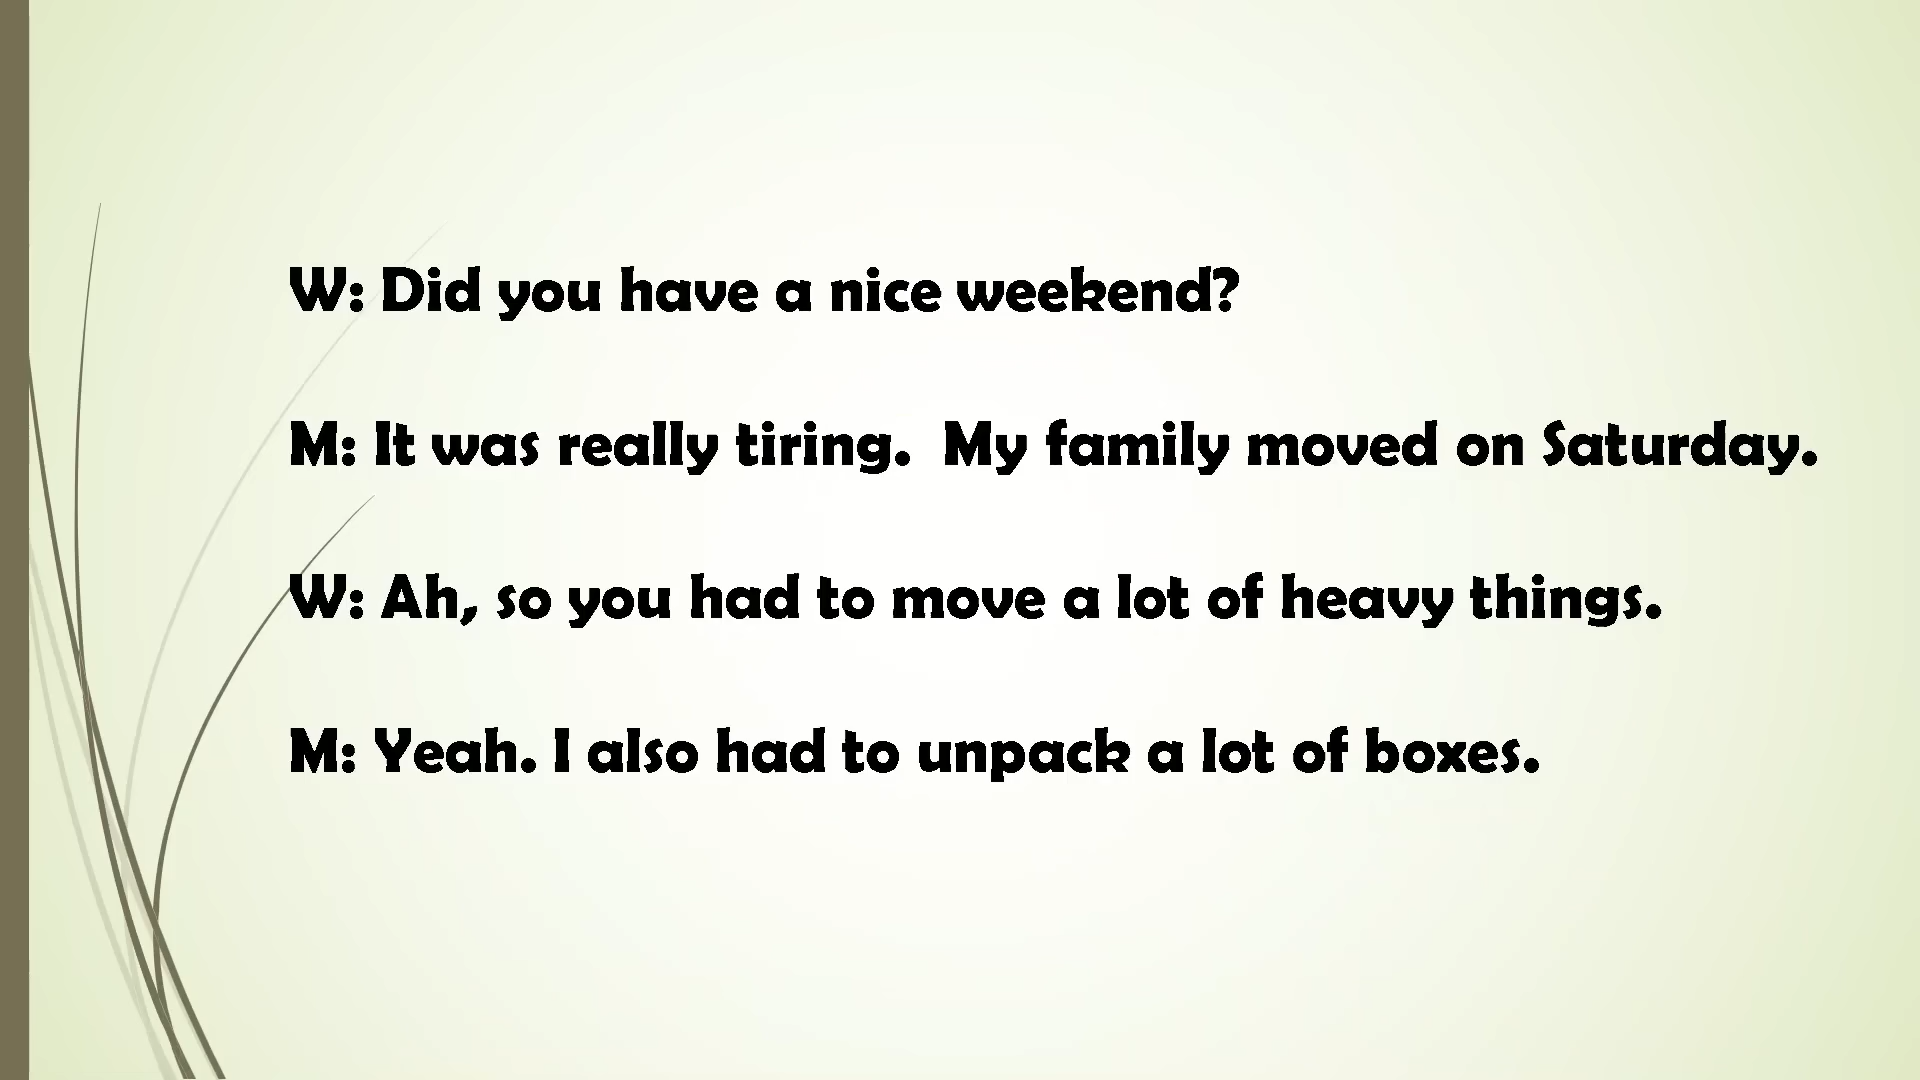 W: Did you have a nice weekend?
M: It was really tiring.  My family moved on Saturday.
W: Ah, so you had to move a lot of heavy things.
M: Yeah. I also had to unpack a lot of boxes.